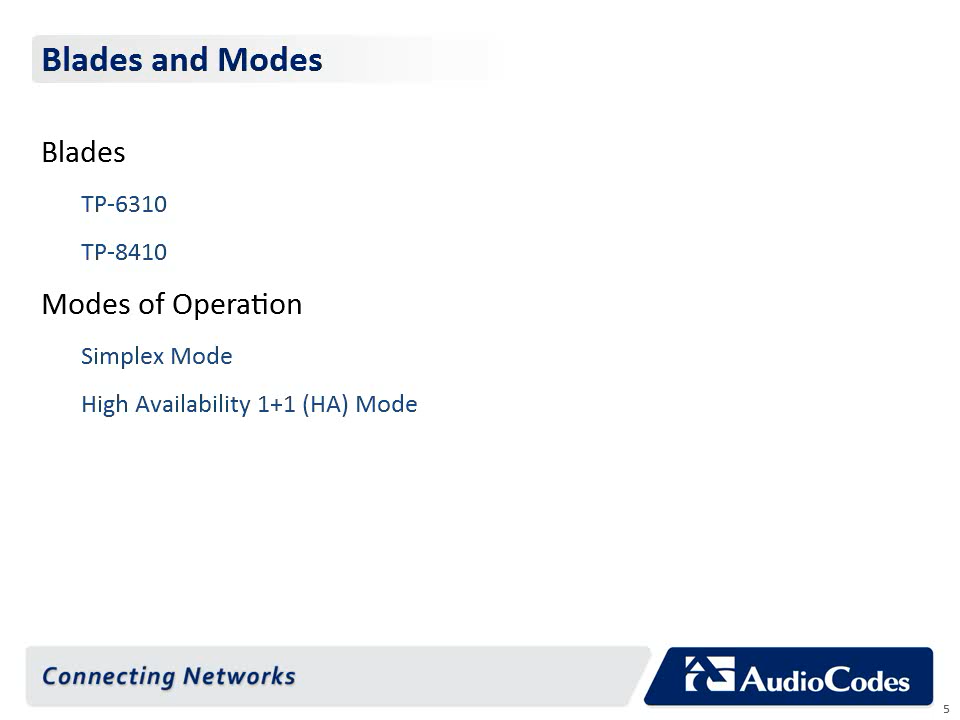 Blades and Modes
Blades
TP-6310
TP-8410
Modes of Operation
Simplex Mode
High Availability 1+1 (HA) Mode
Connecting Networks
AudioCodes
5